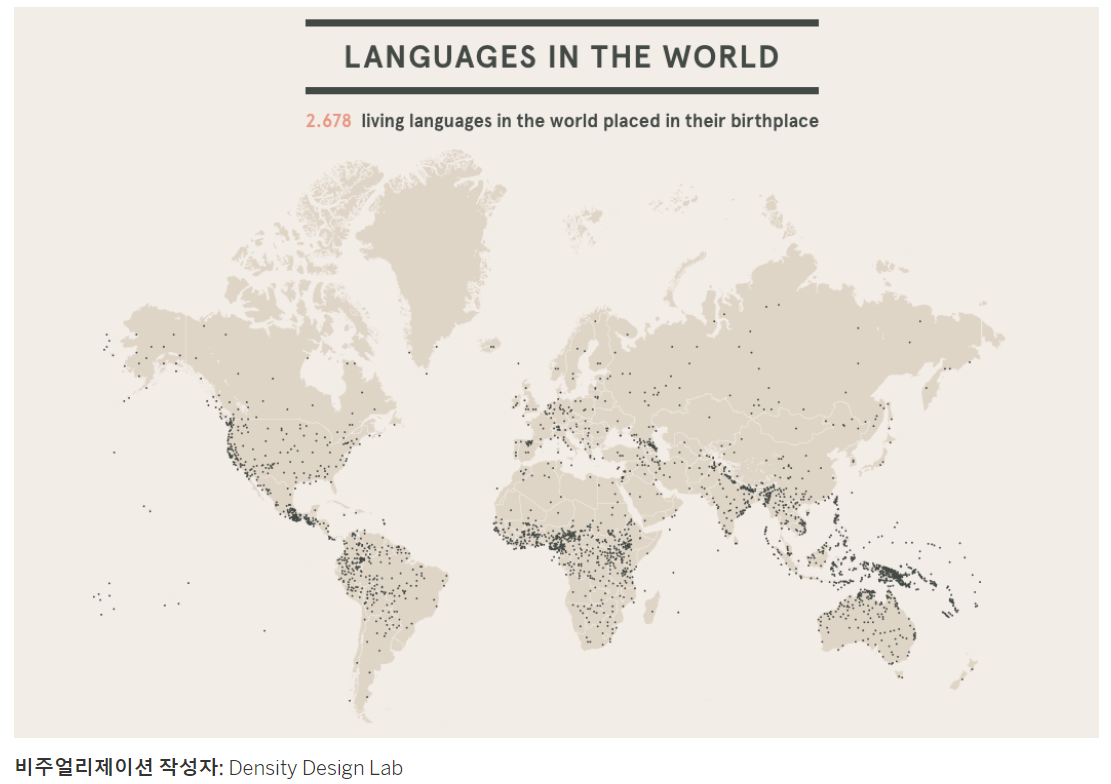 LANGUAGES IN THE WORLD
2.678 living languages in the world placed in their birthplace
비주얼리제이션 작성자: Density Design Lab